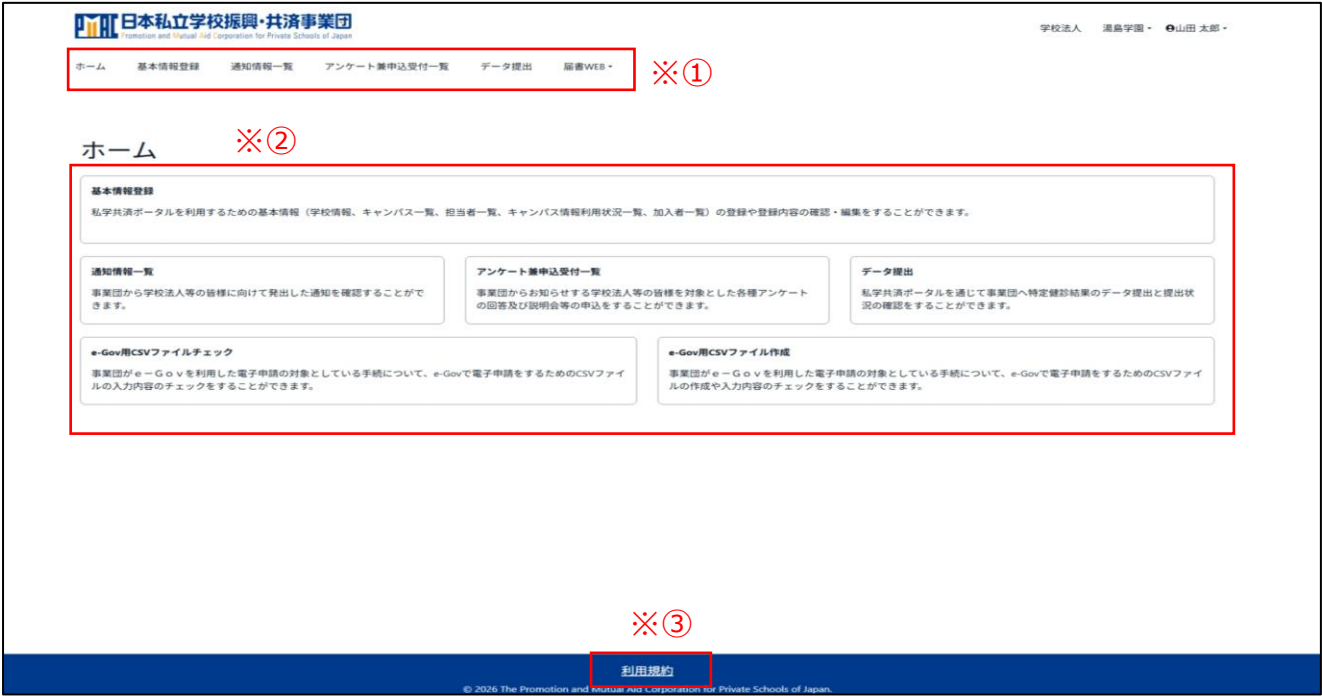 PMAC 日本私立学校振興・共済事業団
Promotion and Mutual Aid Corporation for Private Schools of Japan
学校法人 湯島学園 山田 太郎
ホーム 基本情報登録 通知情報一覧 アンケート兼申込受付一覧 データ提出 届書WEB
※①
ホーム
※②
基本情報登録
私学共済ポータルを利用するための基本情報（学校情報、キャンパス一覧、担当者一覧、キャンパス情報利用状況一覧、加入者一覧）の登録や登録内容の確認・編集をすることができます。
通知情報一覧
事業団から学校法人等の皆様に向けて発出した通知を確認することがで
きます。
アンケート兼申込受付一覧
事業団からお知らせする学校法人等の皆様を対象とした各種アンケート
の回答及び説明会等の申込をすることができます。
データ提出
私学共済ポータルを通じて事業団へ特定健診結果のデータ提出と提出状
況の確認をすることができます。
e-Gov用CSVファイルチェック
事業団がｅ－Ｇｏｖを利用した電子申請の対象としている手続について、e-Govで電子申請をするためのCSVファイ
ルの入力内容のチェックをすることができます。
e-Gov用CSVファイル作成
事業団がｅ－Ｇｏｖを利用した電子申請の対象としている手続について、e-Govで電子申請をするためのCSVファイ
ルの作成や入力内容のチェックをすることができます。
※③
利用規約
© 2026 The Promotion and Mutual Aid Corporation for Private Schools of Japan.